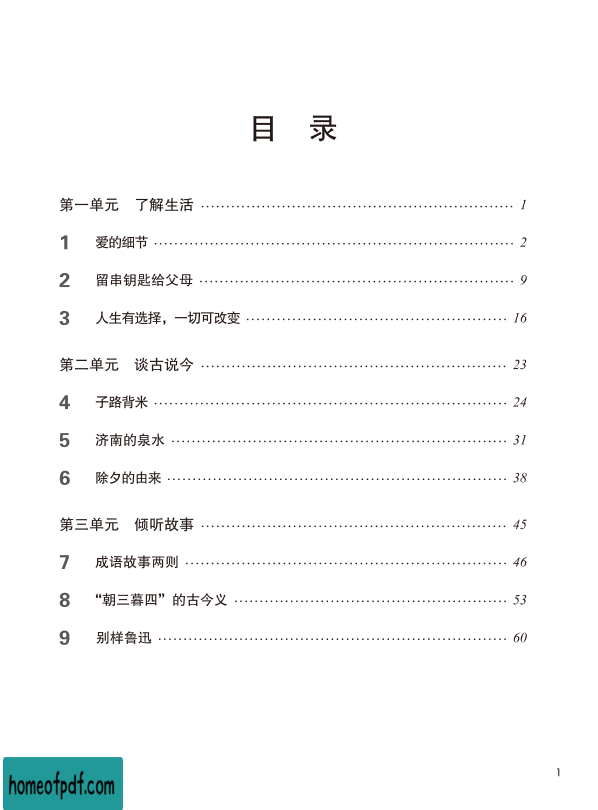 目 录
第一单元 了解生活 1
1 爱的细节 2
2 留串钥匙给父母 9
3 人生有选择，一切可改变 16
第二单元 谈古说今 23
4 子路背米 24
5 济南的泉水 31
6 除夕的由来 38
第三单元 倾听故事 45
7 成语故事两则 46
8 “朝三暮四”的古今义 53
9 别样鲁迅 60
1
homeofpdf.com